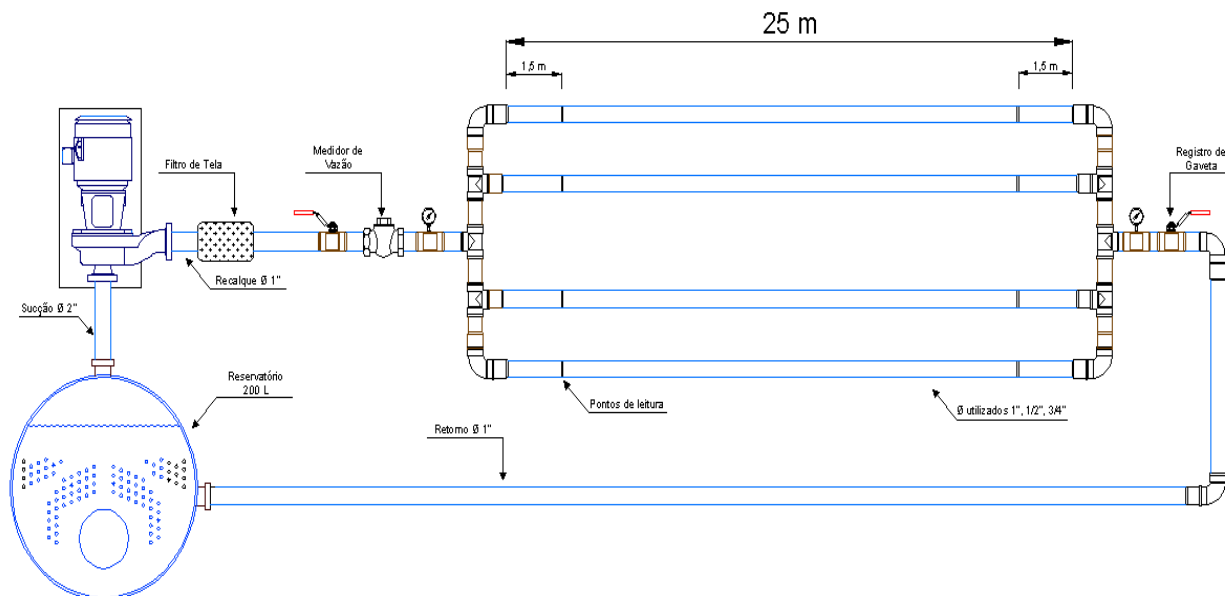 25 m
1,5 m
1,5 m
Filtro de Tela
Medidor de
Vazão
Registro de
Gaveta
Recalque Ø 1"
Sucção Ø 2"
Reservatório
200 L
Pontos de leitura
Ø utilizados 1", 1/2", 3/4"
Retorno Ø 1"